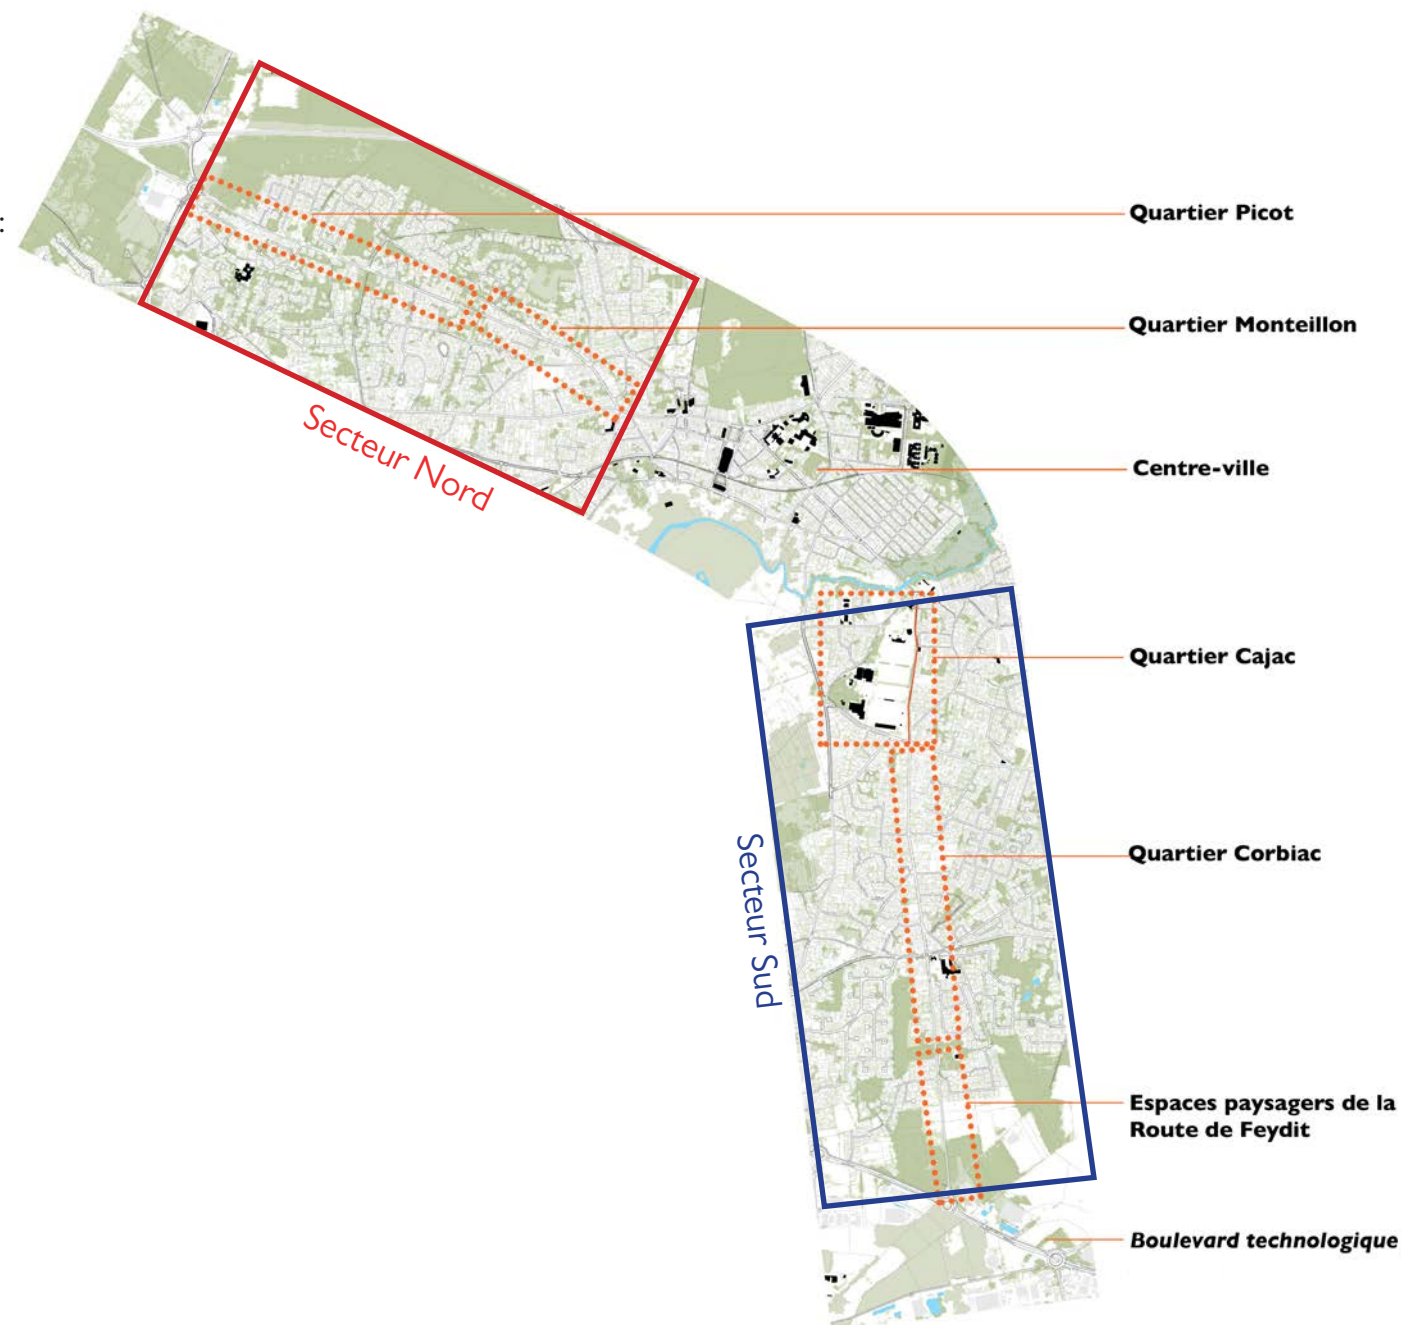 :
Quartier Picot
Quartier Monteillon
Secteur Nord
Centre-ville
Quartier Cajac
Secteur Sud
Quartier Corbiac
Espaces paysagers de la
Route de Feydit
Boulevard technologique